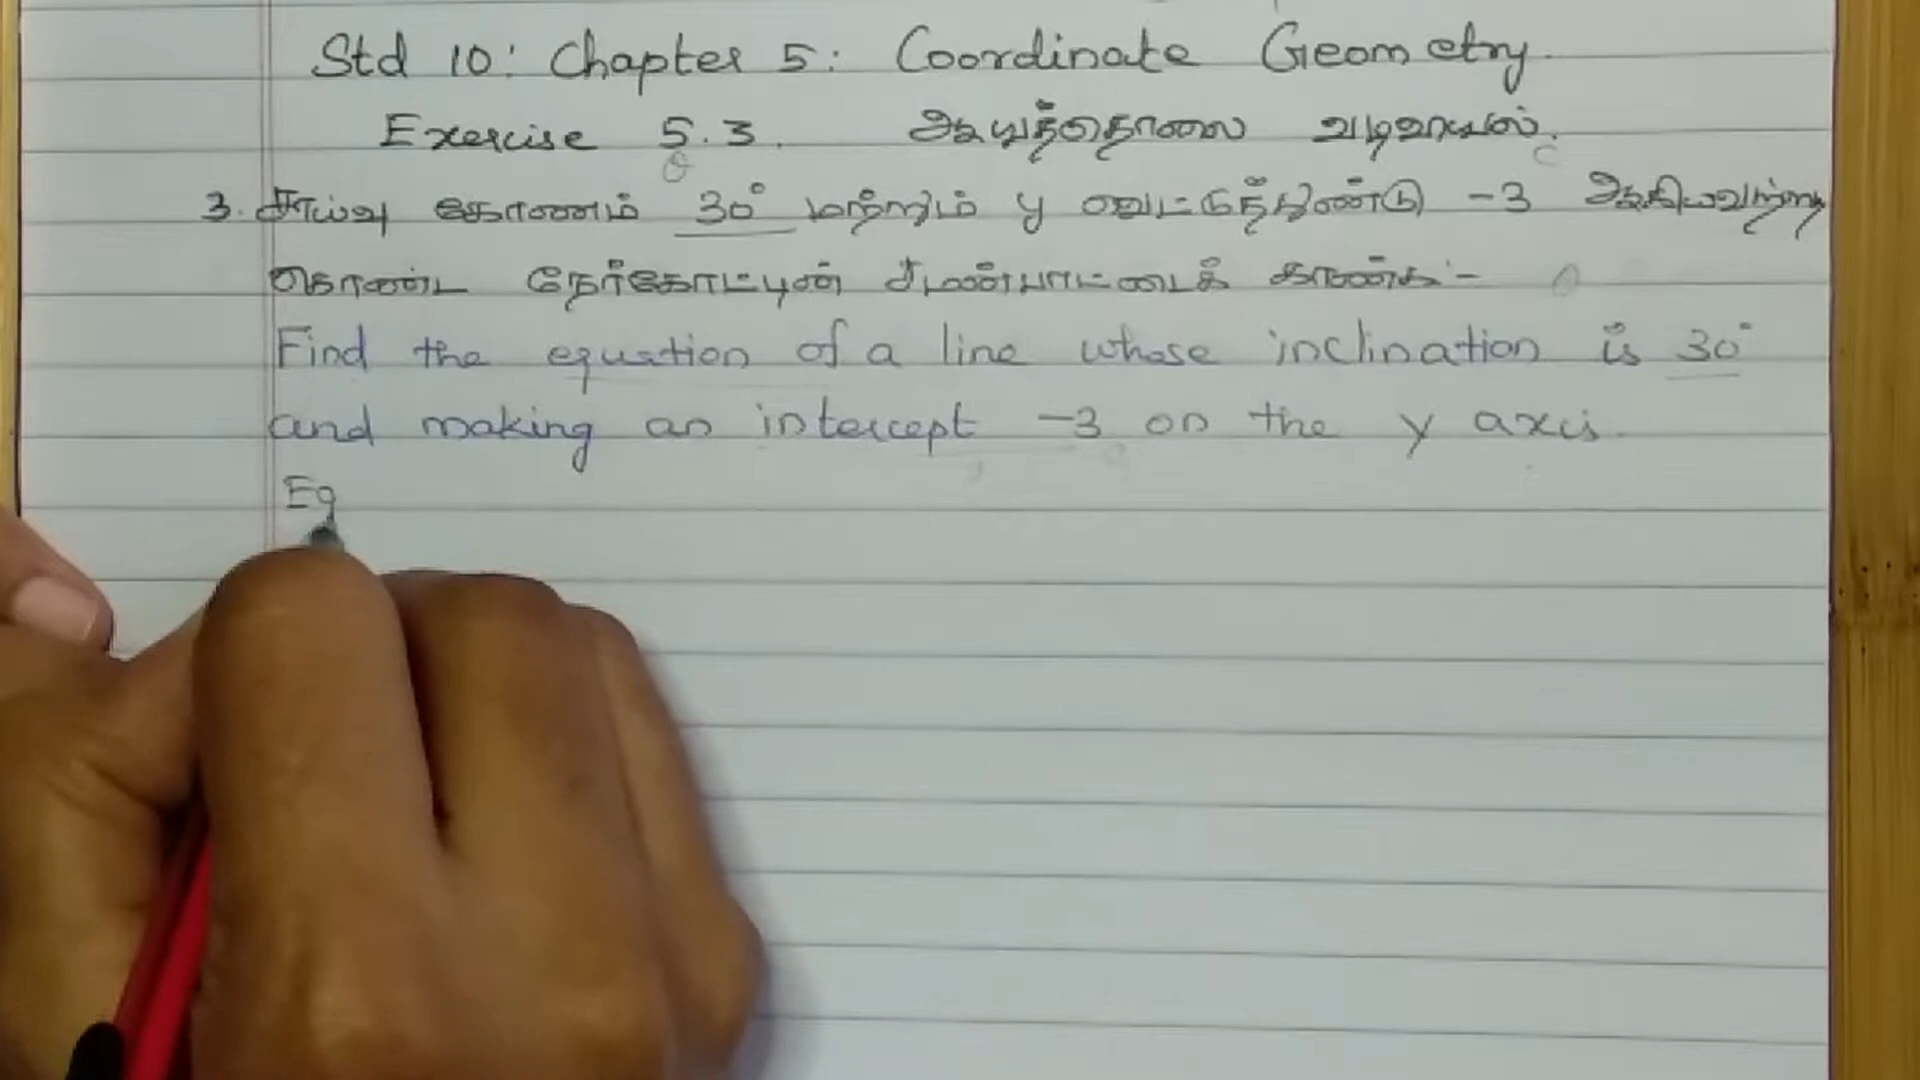 Std 10: Chapter 5: Coordinate Geometry.
Exercise 5.3. ஆயத்தொலை வடிவியல்.
3. சாய்வு கோணம் 30° மற்றும் y வெட்டுத்துண்டு -3 ஆகியவற்றை
கொண்ட நேர்கோட்டின் சமன்பாட்டைக் காண்க:-
Find the equation of a line whose inclination is 30°
and making an intercept -3 on the y axis.
Eq